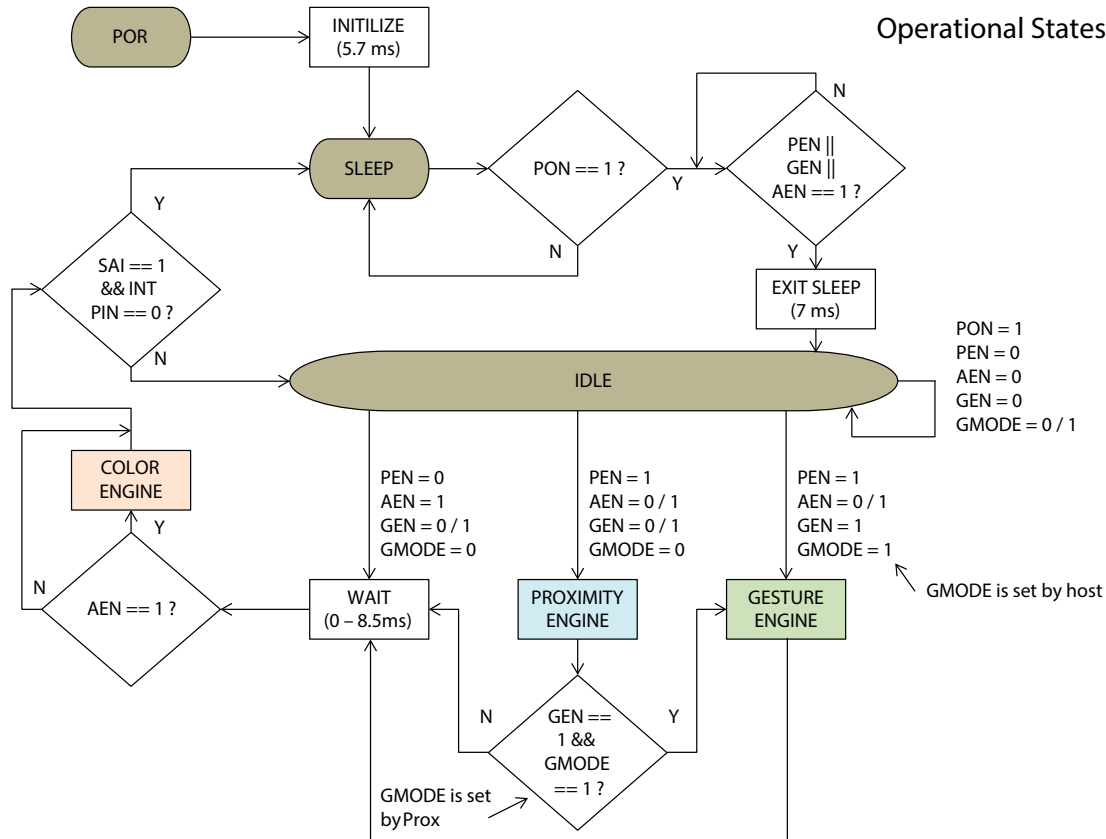 Operational States
POR
INITILIZE
(5.7 ms)
SLEEP
PON == 1 ?
Y
N
PEN ||
GEN ||
AEN == 1 ?
N
Y
EXIT SLEEP
(7 ms)
SAI == 1
&& INT
PIN == 0 ?
Y
N
IDLE
PON = 1
PEN = 0
AEN = 0
GEN = 0
GMODE = 0 / 1
PEN = 0
AEN = 1
GEN = 0 / 1
GMODE = 0
PEN = 1
AEN = 0 / 1
GEN = 0 / 1
GMODE = 0
PEN = 1
AEN = 0 / 1
GEN = 1
GMODE = 1
GMODE is set by host
COLOR
ENGINE
Y
N
AEN == 1 ?
WAIT
(0 – 8.5ms)
PROXIMITY
ENGINE
GESTURE
ENGINE
N
GEN ==
1 &&
GMODE
== 1 ?
Y
GMODE is set
by Prox